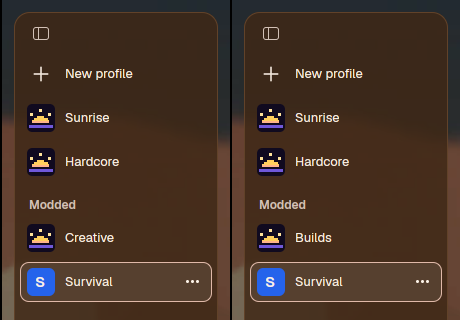 New profile
Sunrise
Hardcore
Modded
Creative
S Survival
New profile
Sunrise
Hardcore
Modded
Builds
S Survival